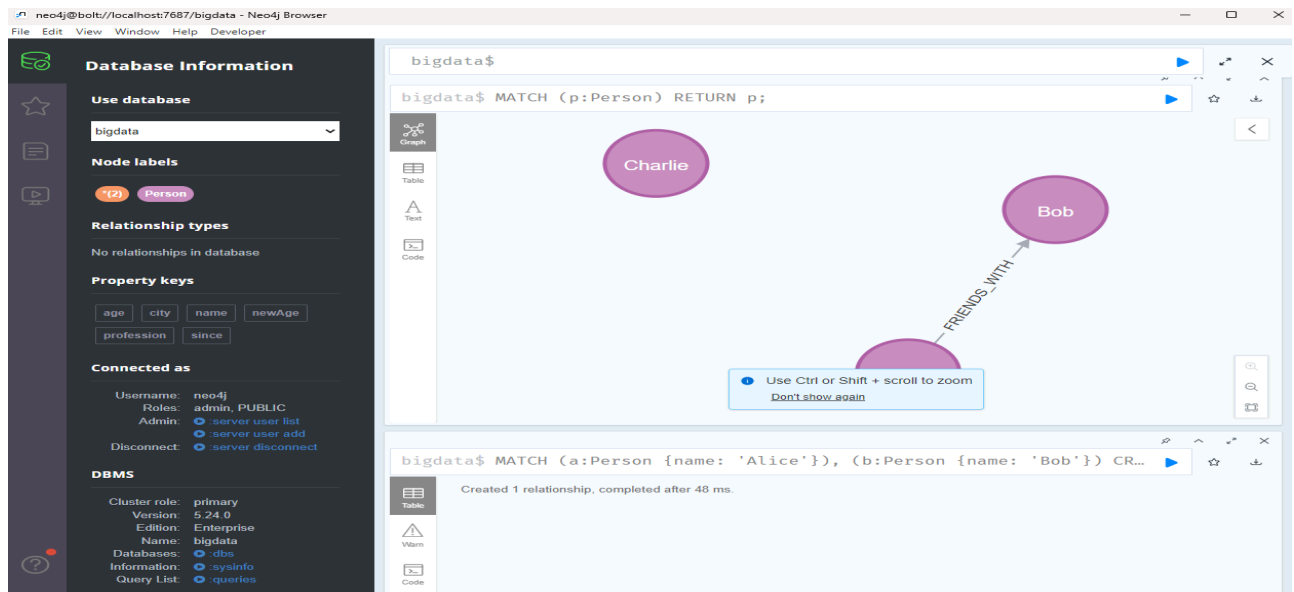 neo4j@bolt://localhost:7687/bigdata - Neo4j Browser
File Edit View Window Help Developer
Database Information
Use database
bigdata
Node labels
*(2) Person
Relationship types
No relationships in database
Property keys
age city name newAge
profession since
Connected as
Username: neo4j
Roles: admin, PUBLIC
Admin: :server user list
:server user add
Disconnect: :server disconnect
DBMS
Cluster role: primary
Version: 5.24.0
Edition: Enterprise
Name: bigdata
Databases: :dbs
Information: :sysinfo
Query List: :queries
bigdata$
bigdata$ MATCH (p:Person) RETURN p;
Graph
Table
Text
Code
Charlie
Bob
FRIENDS_WITH
Use Ctrl or Shift + scroll to zoom
Don't show again
bigdata$ MATCH (a:Person {name: 'Alice'}), (b:Person {name: 'Bob'}) CR…
Table
Warn
Code
Created 1 relationship, completed after 48 ms.